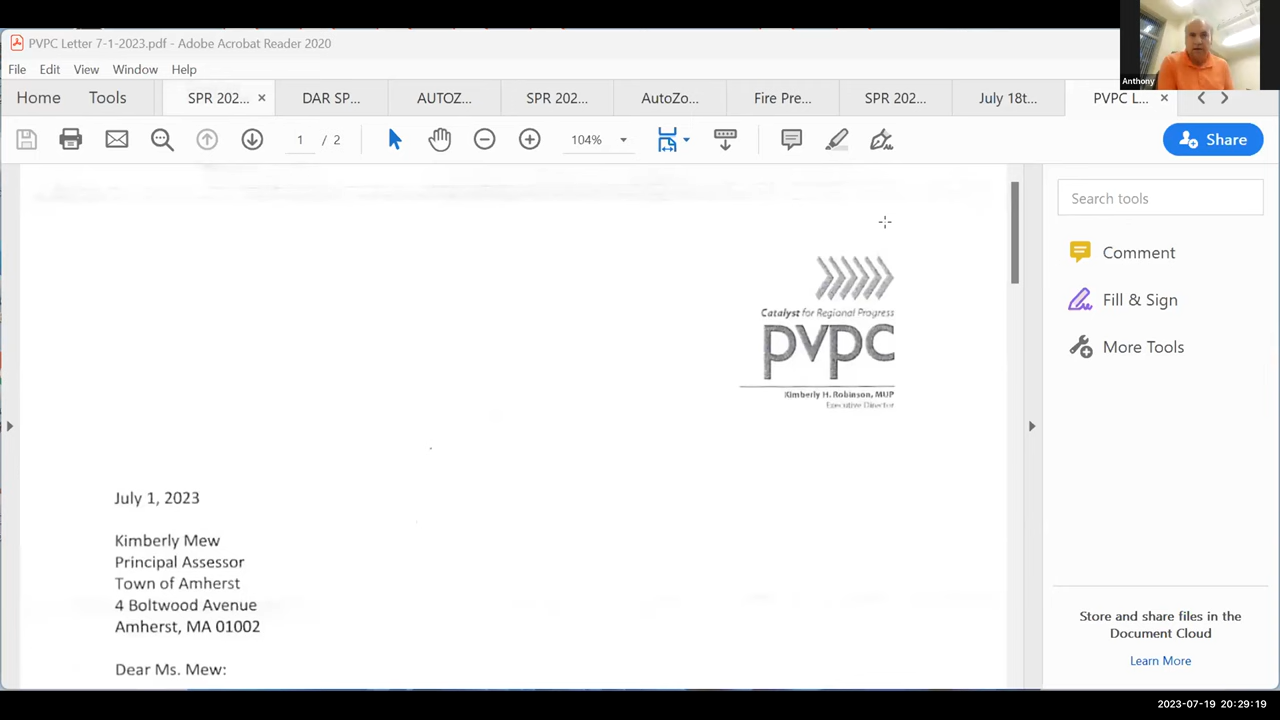 PVPC Letter 7-1-2023.pdf - Adobe Acrobat Reader 2020
File Edit View Window Help
Anthony
Home Tools SPR 202... × DAR SP... AUTOZ... SPR 202... AutoZo... Fire Pre... SPR 202... July 18t... PVPC L... ×
1 / 2 104% Share
Search tools
Comment
Fill & Sign
More Tools
Catalyst for Regional Progress
pvpc
Kimberly H. Robinson, MUP
Executive Director
July 1, 2023
Kimberly Mew
Principal Assessor
Town of Amherst
4 Boltwood Avenue
Amherst, MA 01002
Dear Ms. Mew:
Store and share files in the
Document Cloud
Learn More
2023-07-19 20:29:19